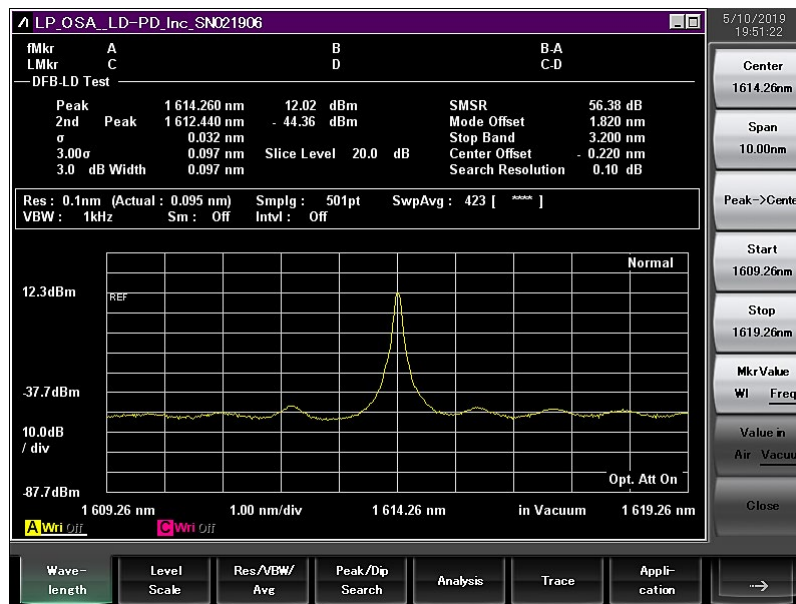 LP_OSA__LD-PD_Inc_SN021906
5/10/2019
19:51:22
fMkr A B B-A
LMkr C D C-D
DFB-LD Test
Peak 1 614.260 nm 12.02 dBm SMSR 56.38 dB
2nd Peak 1 612.440 nm - 44.36 dBm Mode Offset 1.820 nm
σ 0.032 nm Stop Band 3.200 nm
3.00σ 0.097 nm Slice Level 20.0 dB Center Offset - 0.220 nm
3.0 dB Width 0.097 nm Search Resolution 0.10 dB
Res : 0.1nm (Actual : 0.095 nm) Smplg : 501pt SwpAvg : 423 [ **** ]
VBW : 1kHz Sm : Off Intvl : Off
Normal
12.3dBm
REF
-37.7dBm
10.0dB
/ div
Opt. Att On
-87.7dBm
1 609.26 nm 1.00 nm/div 1 614.26 nm in Vacuum 1 619.26 nm
A Wri Off C Wri Off
Center
1614.26nm
Span
10.00nm
Peak->Cente
Start
1609.26nm
Stop
1619.26nm
Mkr Value
Wl Freq
Value in
Air Vacuu
Close
Wave-
length
Level
Scale
Res/VBW/
Avg
Peak/Dip
Search
Analysis
Trace
Appli-
cation